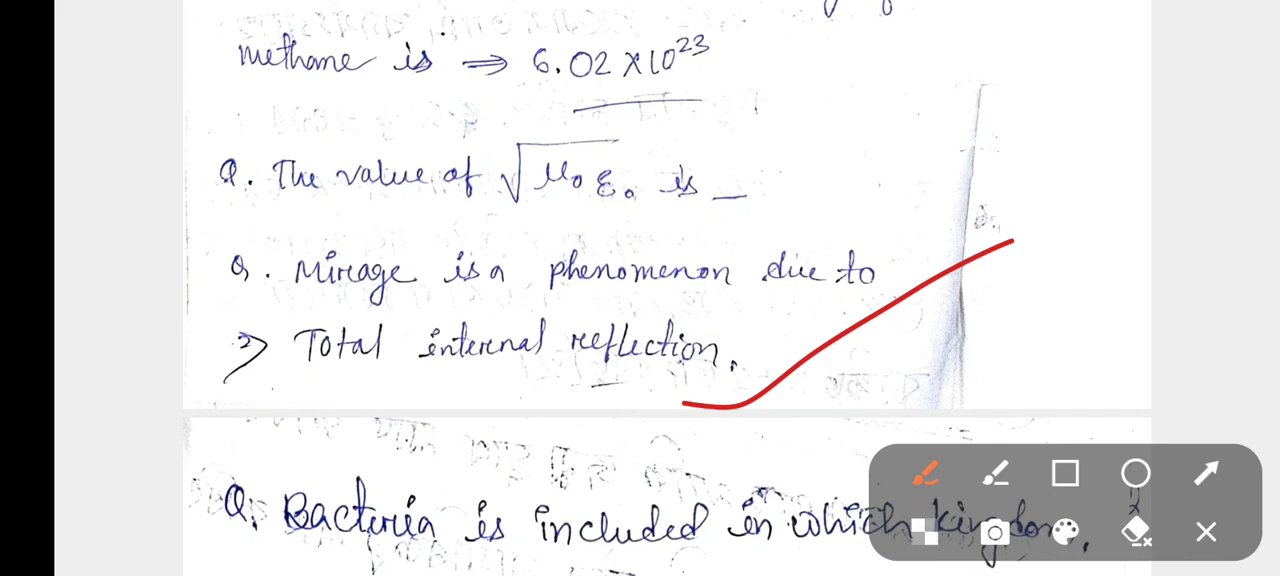 methane is ⇒ 6.02 × 10²³
Q. The value of √μ₀ε₀ is _
Q. Mirage is a phenomenon due to
⇒ Total internal reflection.
Q. Bacteria is included in which kingdom.